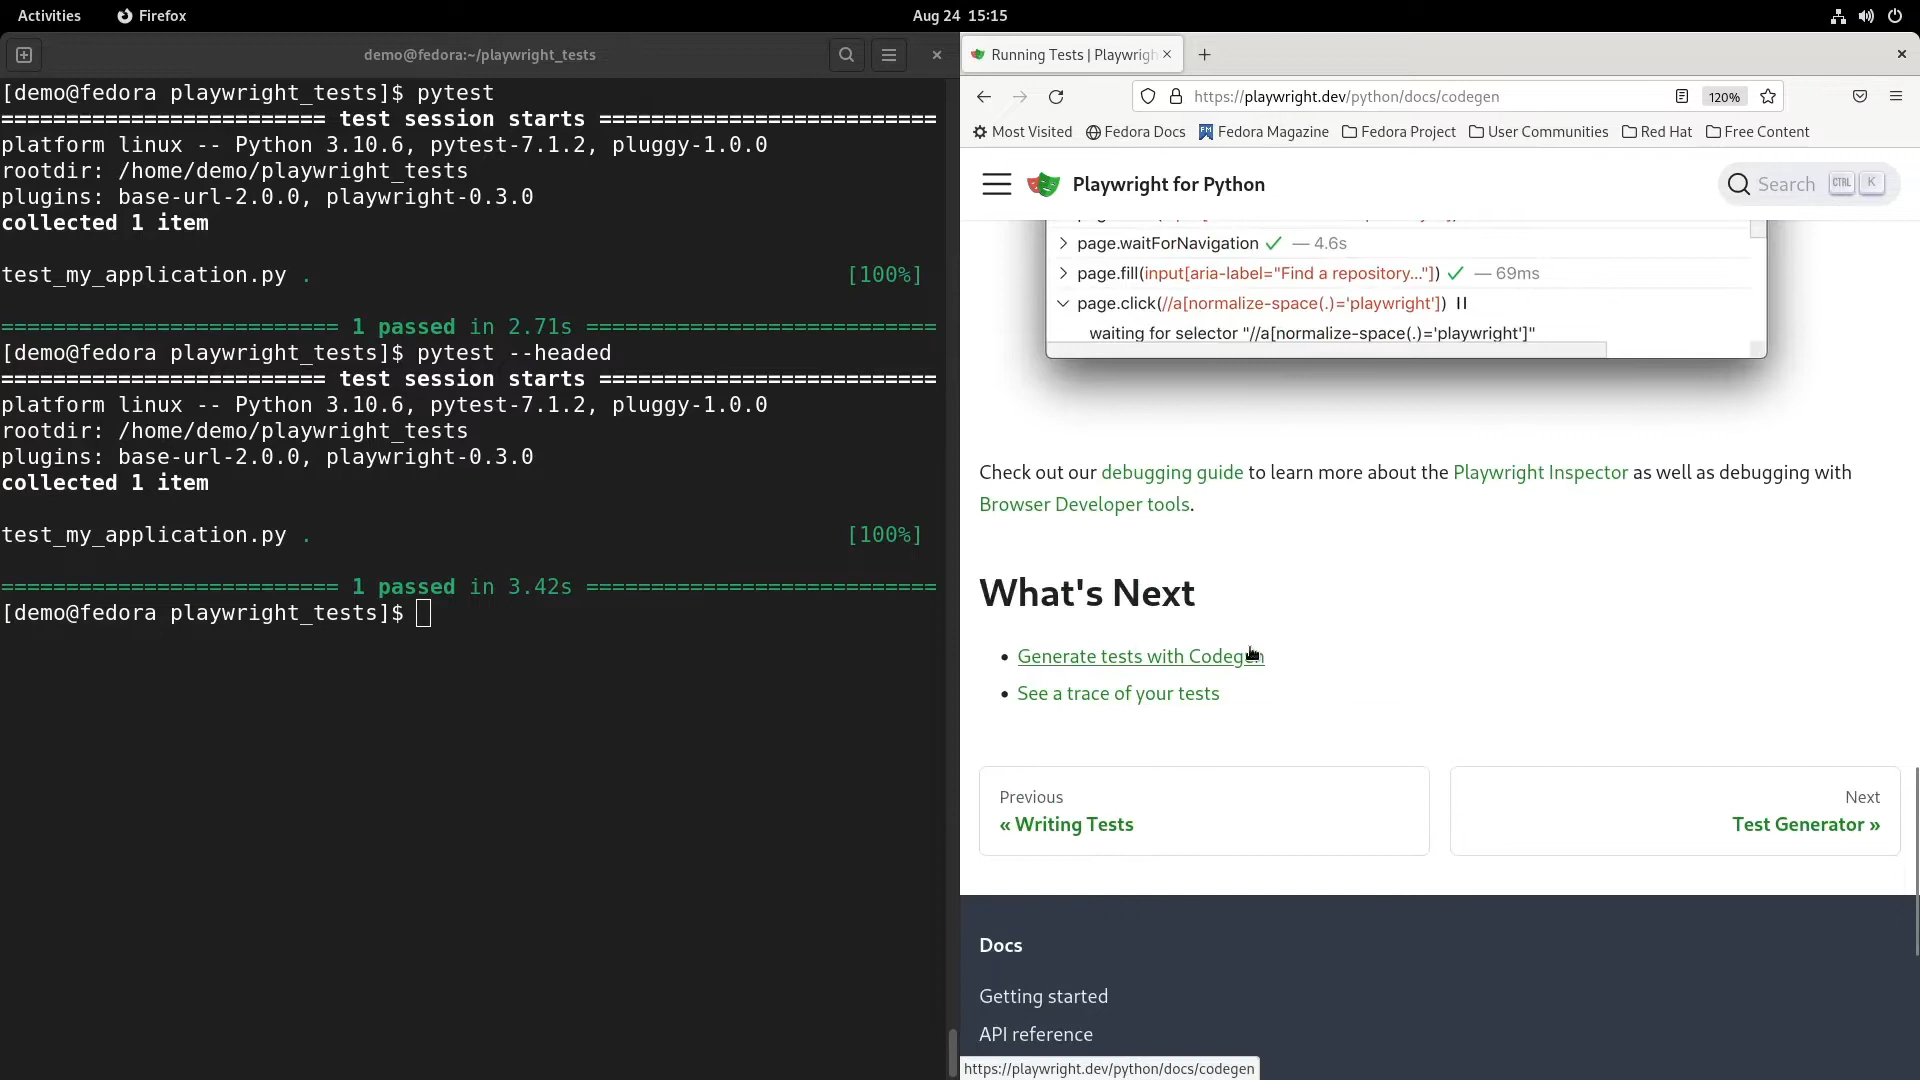 Activities
Firefox
Aug 24 15:15
demo@fedora:~/playwright_tests
[demo@fedora playwright_tests]$ pytest
========================= test session starts ==========================
platform linux -- Python 3.10.6, pytest-7.1.2, pluggy-1.0.0
rootdir: /home/demo/playwright_tests
plugins: base-url-2.0.0, playwright-0.3.0
collected 1 item
test_my_application.py . [100%]
========================== 1 passed in 2.71s ===========================
[demo@fedora playwright_tests]$ pytest --headed
========================= test session starts ==========================
platform linux -- Python 3.10.6, pytest-7.1.2, pluggy-1.0.0
rootdir: /home/demo/playwright_tests
plugins: base-url-2.0.0, playwright-0.3.0
collected 1 item
test_my_application.py . [100%]
========================== 1 passed in 3.42s ===========================
[demo@fedora playwright_tests]$
Running Tests | Playwrigh
https://playwright.dev/python/docs/codegen
120%
Most Visited Fedora Docs Fedora Magazine Fedora Project User Communities Red Hat Free Content
Playwright for Python
Search CTRL K
page.waitForNavigation ✓ — 4.6s
page.fill(input[aria-label="Find a repository..."]) ✓ — 69ms
page.click(//a[normalize-space(.)='playwright'])
waiting for selector "//a[normalize-space(.)='playwright']"
Check out our debugging guide to learn more about the Playwright Inspector as well as debugging with
Browser Developer tools.
What's Next
• Generate tests with Codegen
• See a trace of your tests
Previous
« Writing Tests
Next
Test Generator »
Docs
Getting started
API reference
https://playwright.dev/python/docs/codegen